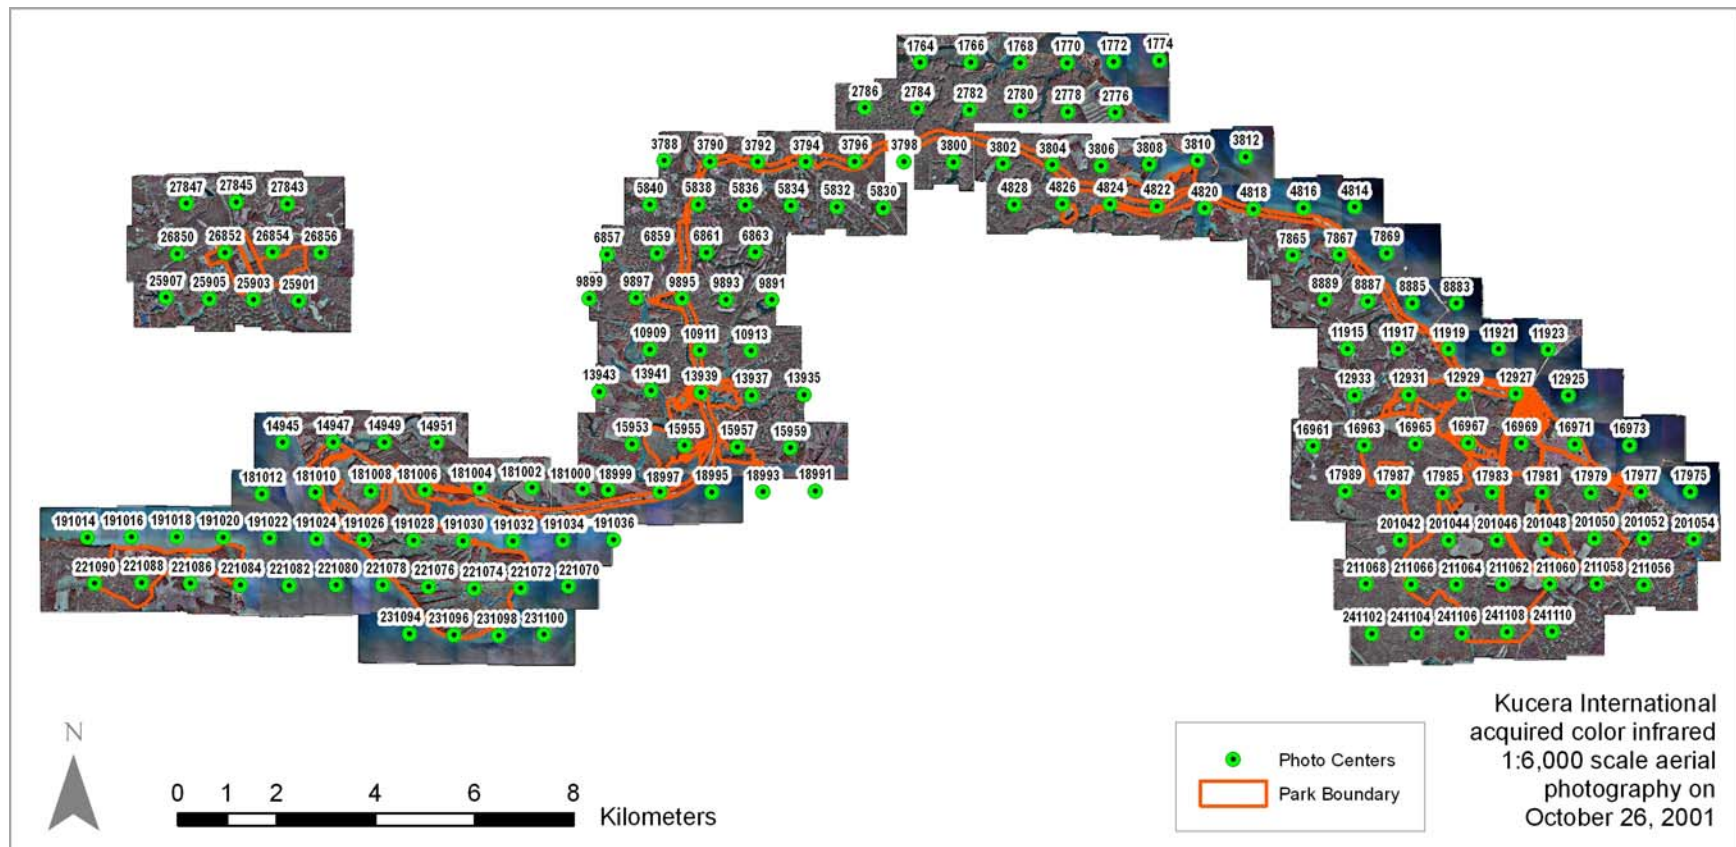 1764 1766 1768 1770 1772 1774
2786 2784 2782 2780 2778 2776
3788 3790 3792 3794 3796 3798 3800 3802 3804 3806 3808 3810 3812
27847 27845 27843
5840 5838 5836 5834 5832 5830 4828 4826 4824 4822 4820 4818 4816 4814
26850 26852 26854 26856
6857 6859 6861 6863 7865 7867 7869
25907 25905 25903 25901
9899 9897 9895 9893 9891 8889 8887 8885 8883
10909 10911 10913 11915 11917 11919 11921 11923
13943 13941 13939 13937 13935 12933 12931 12929 12927 12925
14945 14947 14949 14951 15953 15955 15957 15959 16961 16963 16965 16967 16969 16971 16973
181012 181010 181008 181006 181004 181002 181000 18999 18997 18995 18993 18991 17989 17987 17985 17983 17981 17979 17977 17975
191014 191016 191018 191020 191022 191024 191026 191028 191030 191032 191034 191036 201042 201044 201046 201048 201050 201052 201054
221090 221088 221086 221084 221082 221080 221078 221076 221074 221072 221070 211068 211066 211064 211062 211060 211058 211056
231094 231096 231098 231100 241102 241104 241106 241108 241110
N
0 1 2 4 6 8
Kilometers
Photo Centers
Park Boundary
Kucera International
acquired color infrared
1:6,000 scale aerial
photography on
October 26, 2001